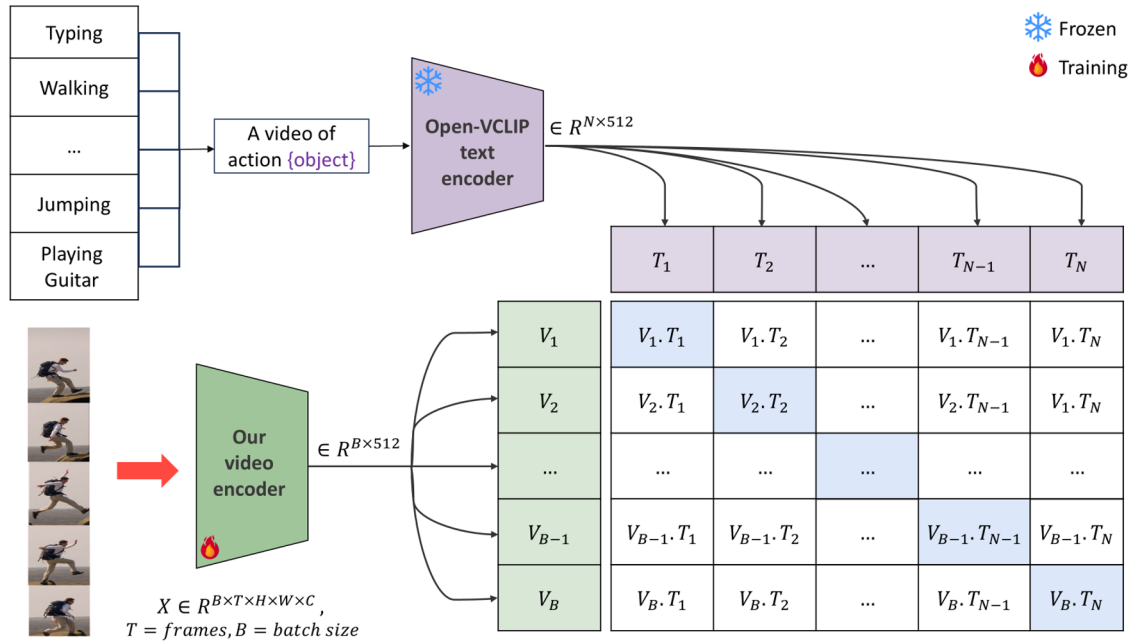 Typing
Walking
...
Jumping
Playing
Guitar
A video of
action {object}
Open-VCLIP
text
encoder
∈ R^{N×512}
Frozen
Training
T_1 T_2 ... T_{N−1} T_N
Our
video
encoder
∈ R^{B×512}
X ∈ R^{B×T×H×W×C},
T = frames, B = batch size
V_1 V_1.T_1 V_1.T_2 ... V_1.T_{N−1} V_1.T_N
V_2 V_2.T_1 V_2.T_2 ... V_2.T_{N−1} V_1.T_N
... ... ... ... ... ...
V_{B−1} V_{B−1}.T_1 V_{B−1}.T_2 ... V_{B−1}.T_{N−1} V_{B−1}.T_N
V_B V_B.T_1 V_B.T_2 ... V_B.T_{N−1} V_B.T_N